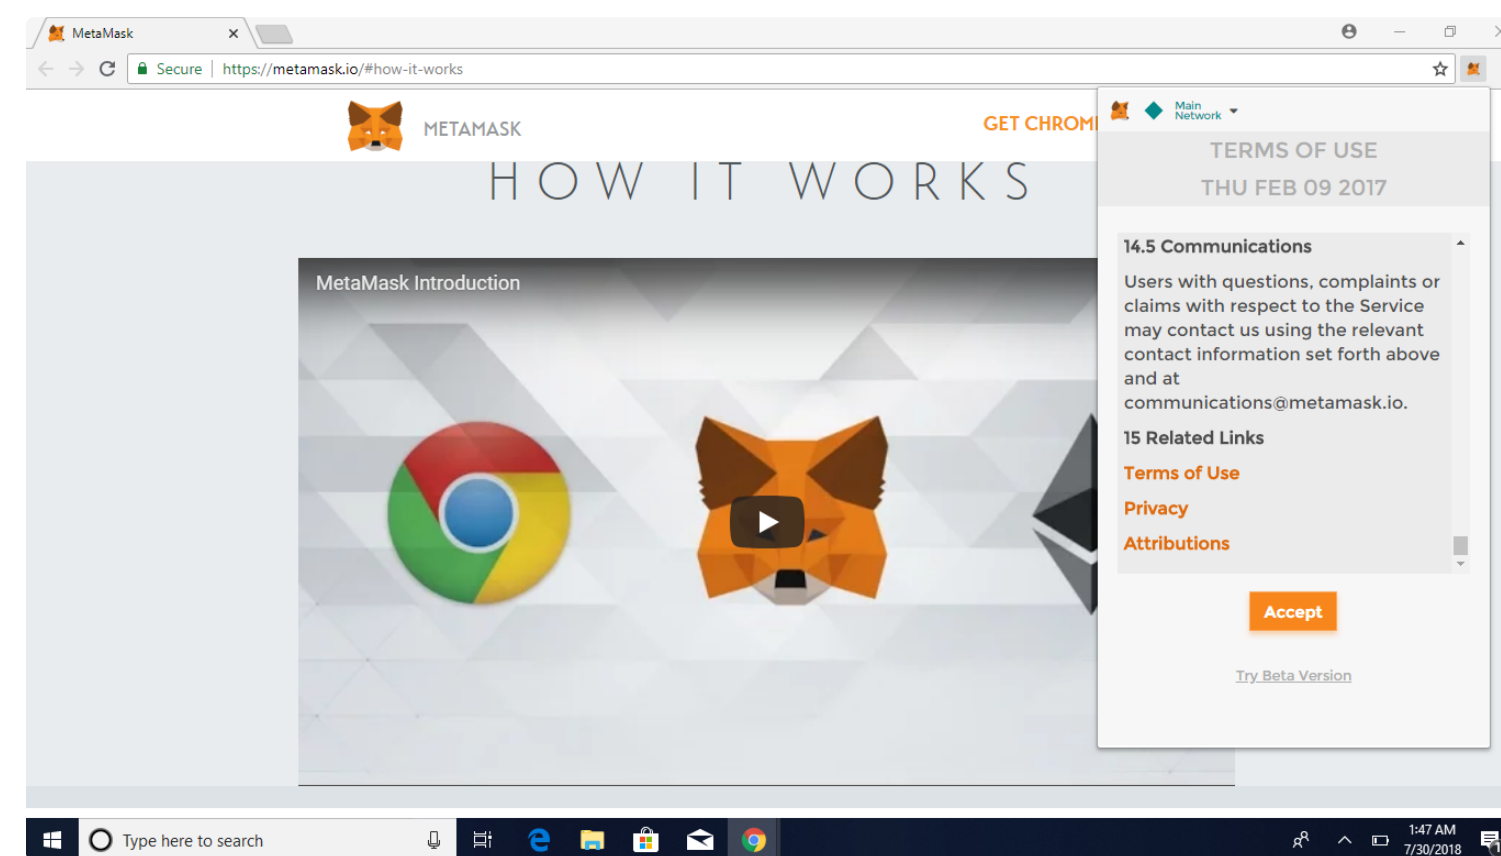 MetaMask
Secure
https://metamask.io/#how-it-works
METAMASK
GET CHROME
HOW IT WORKS
MetaMask Introduction
Main
Network
TERMS OF USE
THU FEB 09 2017
14.5 Communications
Users with questions, complaints or
claims with respect to the Service
may contact us using the relevant
contact information set forth above
and at
communications@metamask.io.
15 Related Links
Terms of Use
Privacy
Attributions
Accept
Try Beta Version
Type here to search
1:47 AM
7/30/2018
1